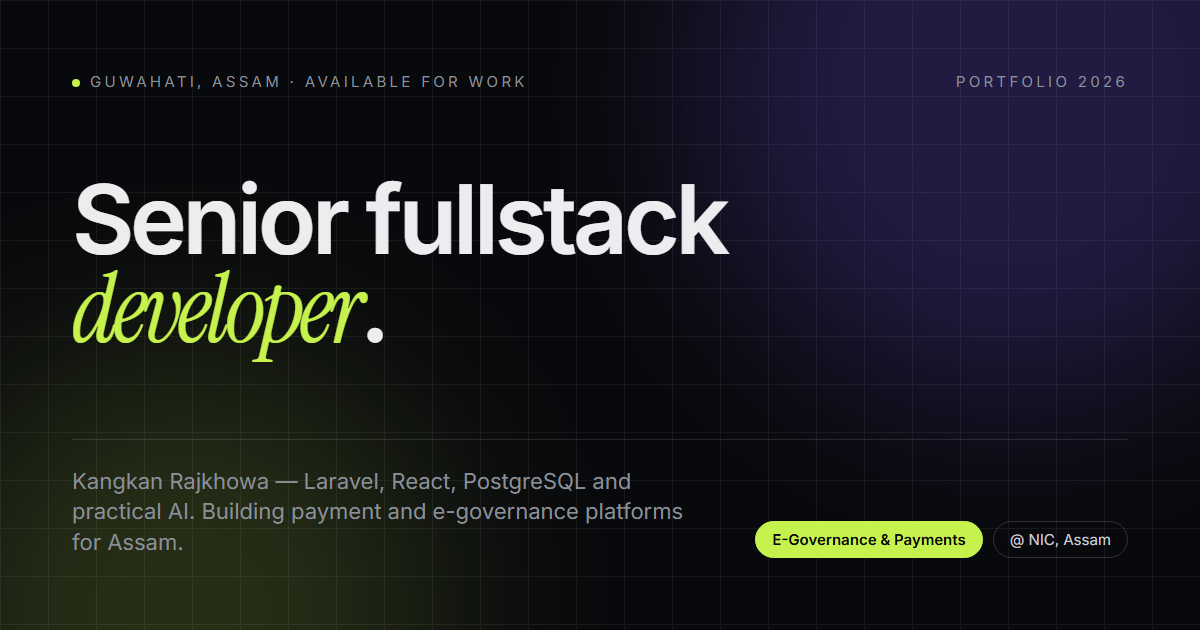 GUWAHATI, ASSAM · AVAILABLE FOR WORK
PORTFOLIO 2026
Senior fullstack
developer.
Kangkan Rajkhowa — Laravel, React, PostgreSQL and
practical AI. Building payment and e-governance platforms
for Assam.
E-Governance & Payments
@ NIC, Assam